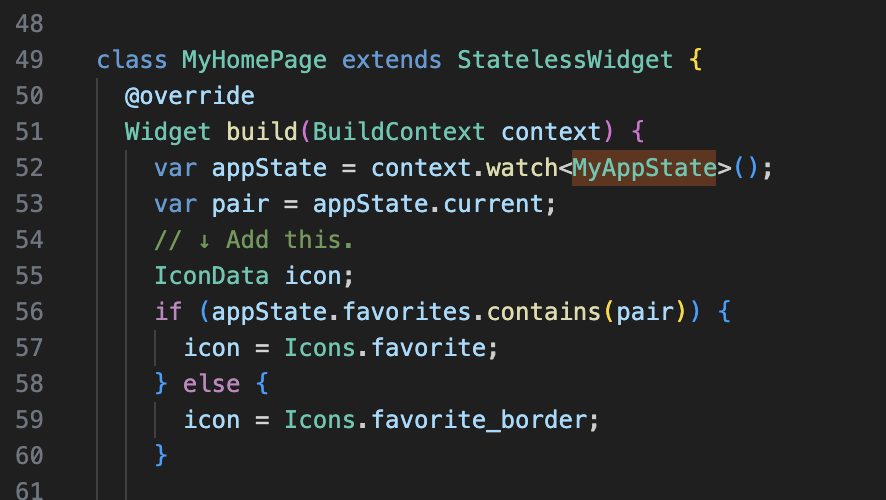 48
49 class MyHomePage extends StatelessWidget {
50 @override
51 Widget build(BuildContext context) {
52 var appState = context.watch<MyAppState>();
53 var pair = appState.current;
54 // ↓ Add this.
55 IconData icon;
56 if (appState.favorites.contains(pair)) {
57 icon = Icons.favorite;
58 } else {
59 icon = Icons.favorite_border;
60 }
61